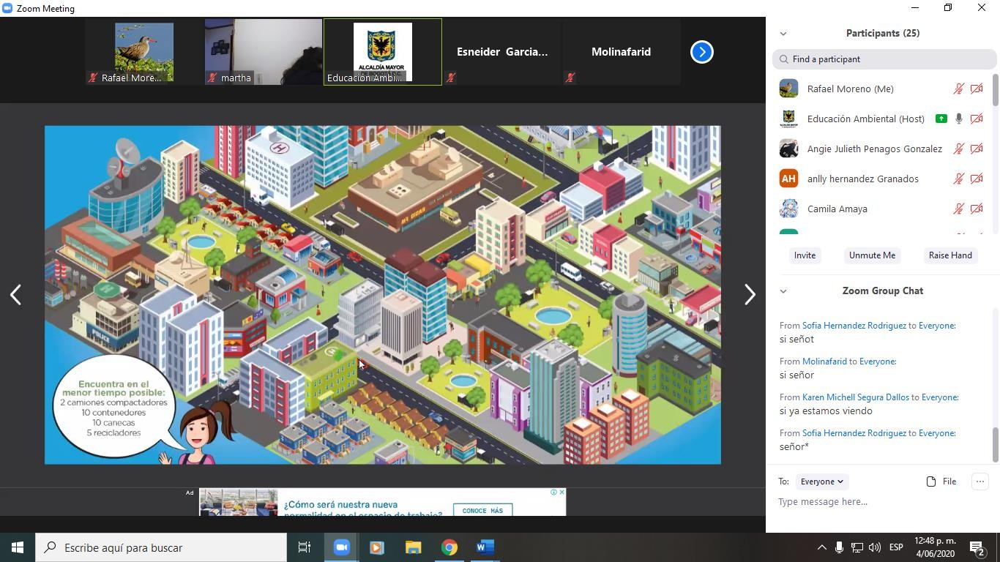 Zoom Meeting
Rafael More...
martha
ALCALDÍA MAYOR
Educación Ambi...
Esneider Garcia...
Molinafarid
Participants (25)
Find a participant
Rafael Moreno (Me)
Educación Ambiental (Host)
Angie Julieth Penagos Gonzalez
AH
anlly hernandez Granados
Camila Amaya
Invite
Unmute Me
Raise Hand
Zoom Group Chat
From Sofia Hernandez Rodriguez to Everyone:
si señot
From Molinafarid to Everyone:
si señor
From Karen Michell Segura Dallos to Everyone:
si ya estamos viendo
From Sofia Hernandez Rodriguez to Everyone:
señor*
To:
Everyone
File
Type message here...
H
RADIO FM
H
POLICE
H
Encuentra en el
menor tiempo posible:
2 camiones compactadores
10 contenedores
10 canecas
5 recicladores
Ad
¿Cómo será nuestra nueva
normalidad en el espacio de trabajo?
CONOCE MÁS
Escribe aquí para buscar
ESP
12:48 p. m.
4/06/2020
2